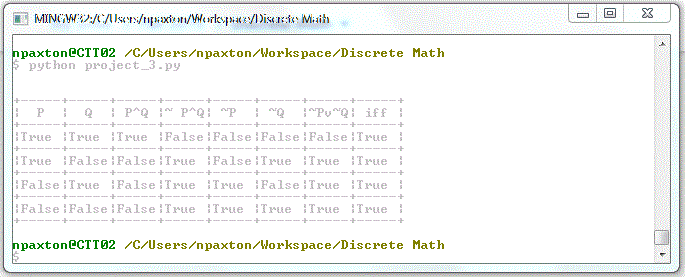 MINGW32:/C/Users/npaxton/Workspace/Discrete Math
npaxton@CTT02 /C/Users/npaxton/Workspace/Discrete Math
$ python project_3.py
+-----+-----+-----+-----+-----+-----+-----+-----+
¦  P  ¦  Q  ¦ P^Q ¦~ P^Q¦ ~P  ¦ ~Q  ¦~Pv~Q¦ iff ¦
+-----+-----+-----+-----+-----+-----+-----+-----+
¦True ¦True ¦True ¦False¦False¦False¦False¦True ¦
+-----+-----+-----+-----+-----+-----+-----+-----+
¦True ¦False¦False¦True ¦False¦True ¦True ¦True ¦
+-----+-----+-----+-----+-----+-----+-----+-----+
¦False¦True ¦False¦True ¦True ¦False¦True ¦True ¦
+-----+-----+-----+-----+-----+-----+-----+-----+
¦False¦False¦False¦True ¦True ¦True ¦True ¦True ¦
+-----+-----+-----+-----+-----+-----+-----+-----+
npaxton@CTT02 /C/Users/npaxton/Workspace/Discrete Math
$